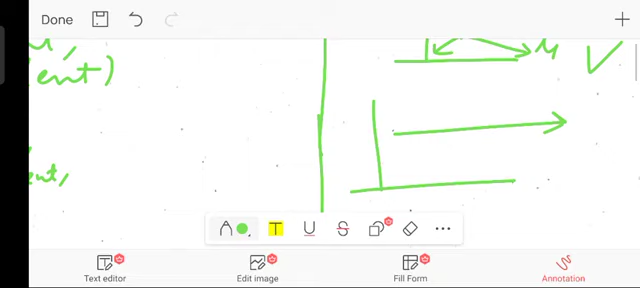 Done
ent)
ent,
T U S
Text editor
Edit image
Fill Form
Annotation